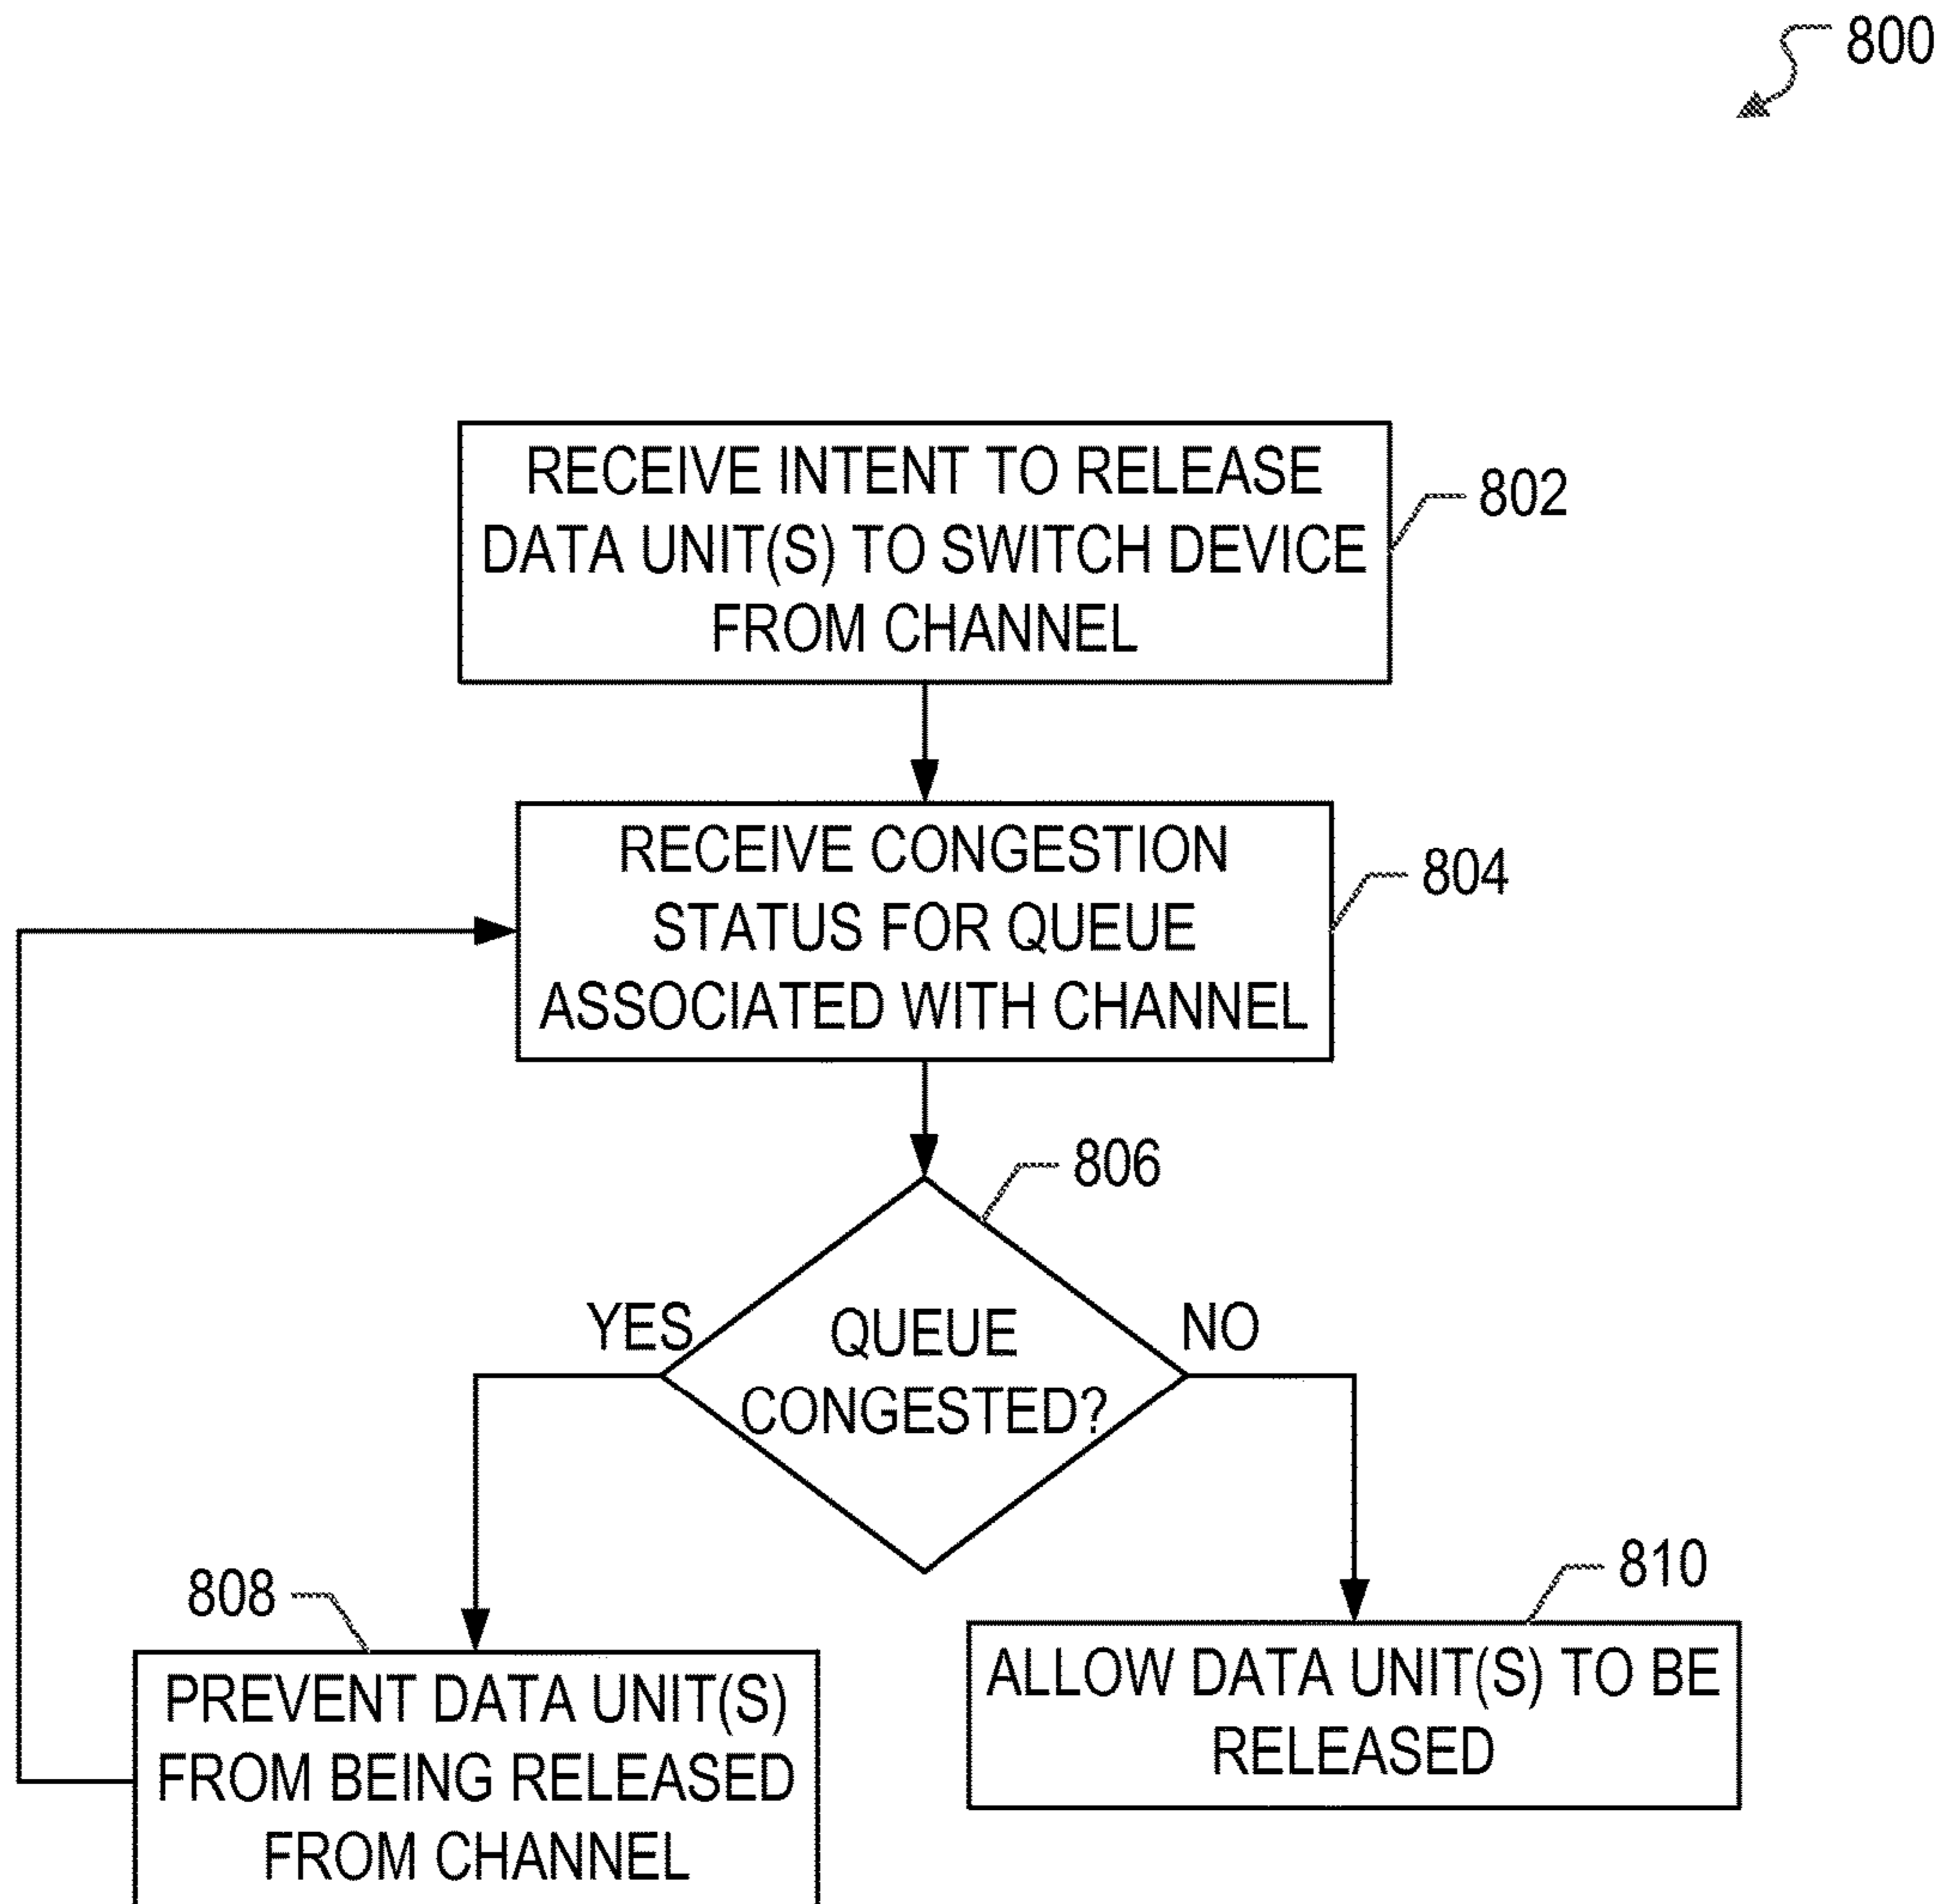 800
RECEIVE INTENT TO RELEASE
DATA UNIT(S) TO SWITCH DEVICE
FROM CHANNEL
802
RECEIVE CONGESTION
STATUS FOR QUEUE
ASSOCIATED WITH CHANNEL
804
806
YES
QUEUE
CONGESTED?
NO
808
PREVENT DATA UNIT(S)
FROM BEING RELEASED
FROM CHANNEL
810
ALLOW DATA UNIT(S) TO BE
RELEASED